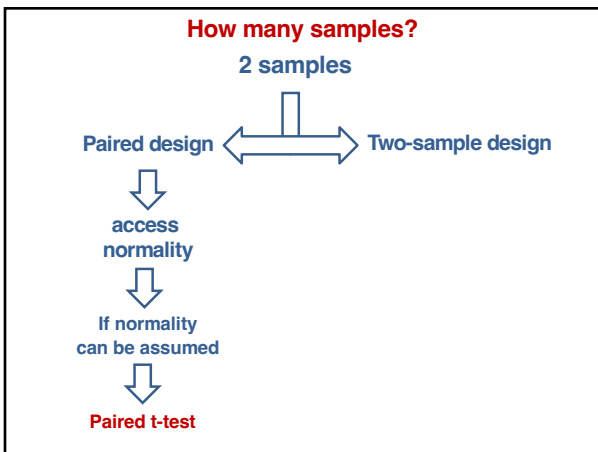 How many samples?
2 samples
Paired design
Two-sample design
access
normality
If normality
can be assumed
Paired t-test